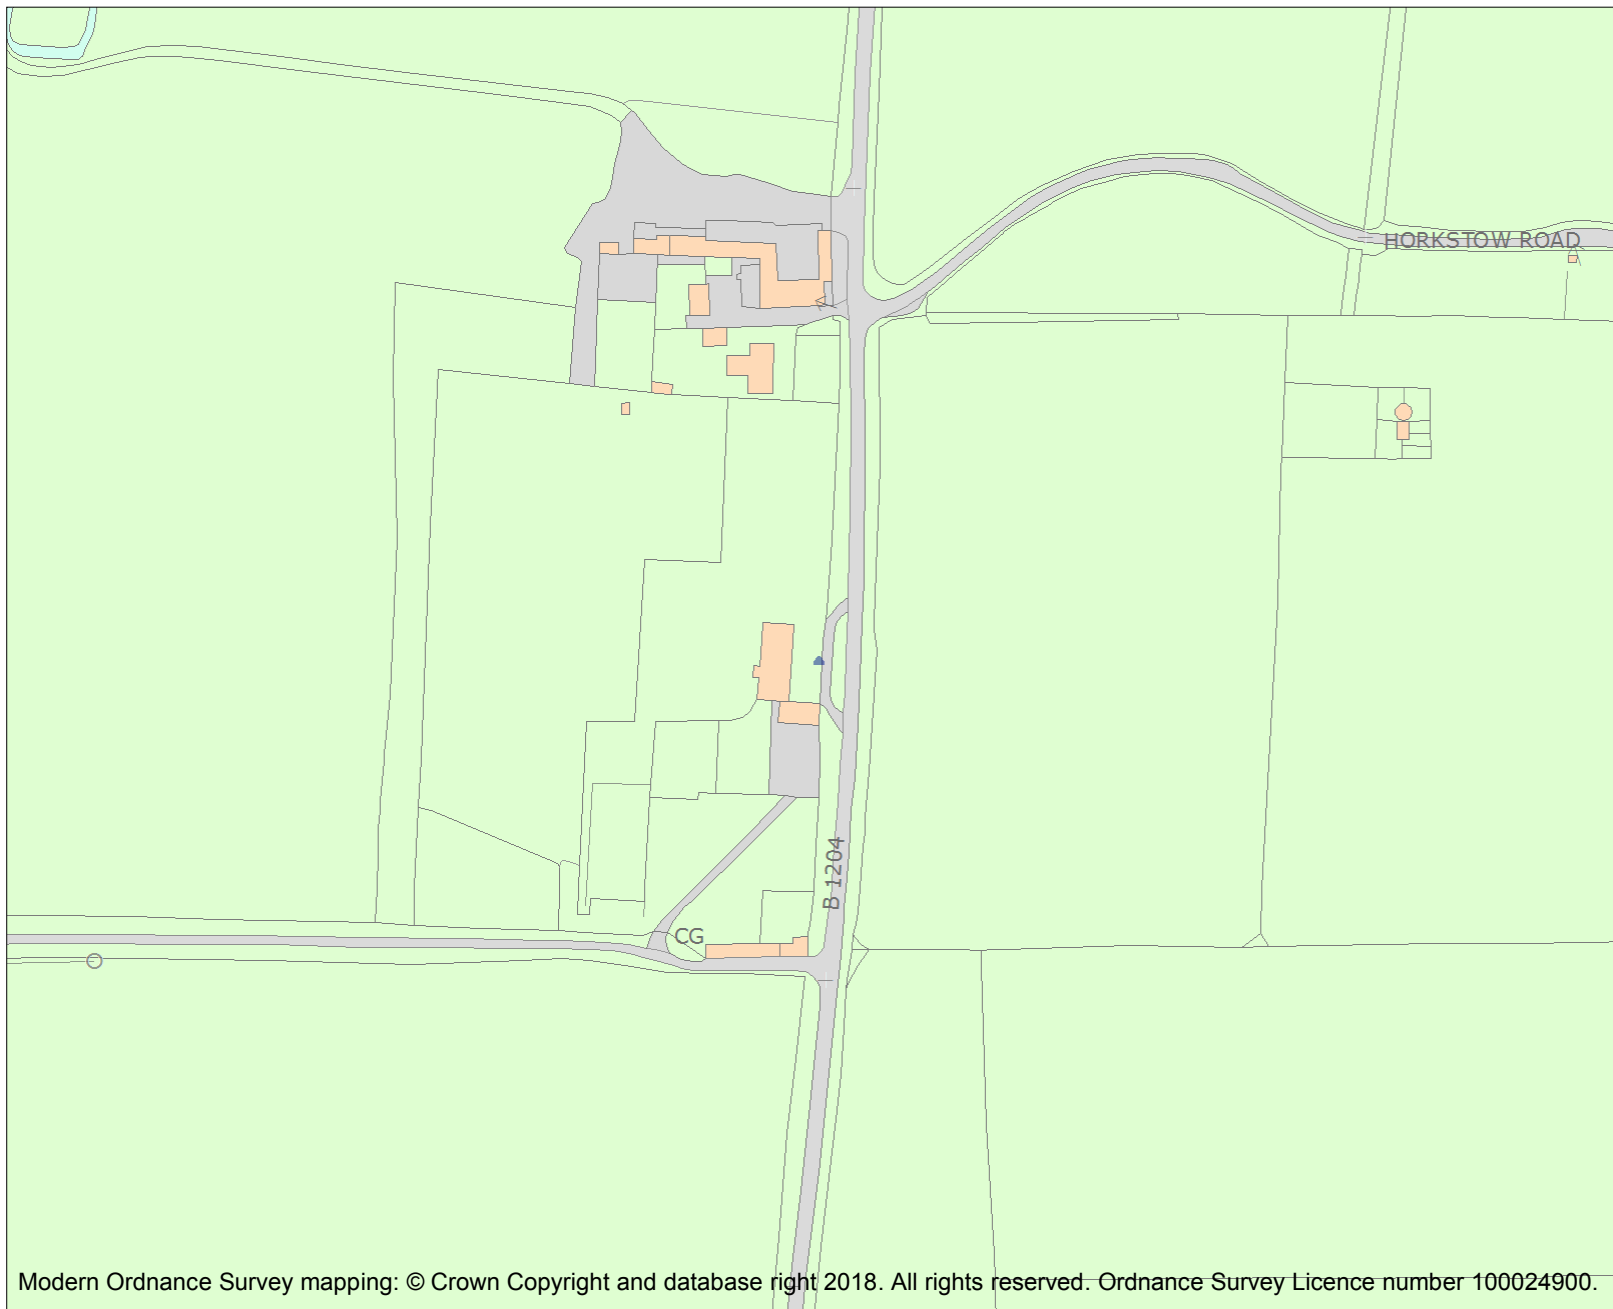 HORKSTOW ROAD
B 1204
CG
Modern Ordnance Survey mapping: © Crown Copyright and database right 2018. All rights reserved. Ordnance Survey Licence number 100024900.